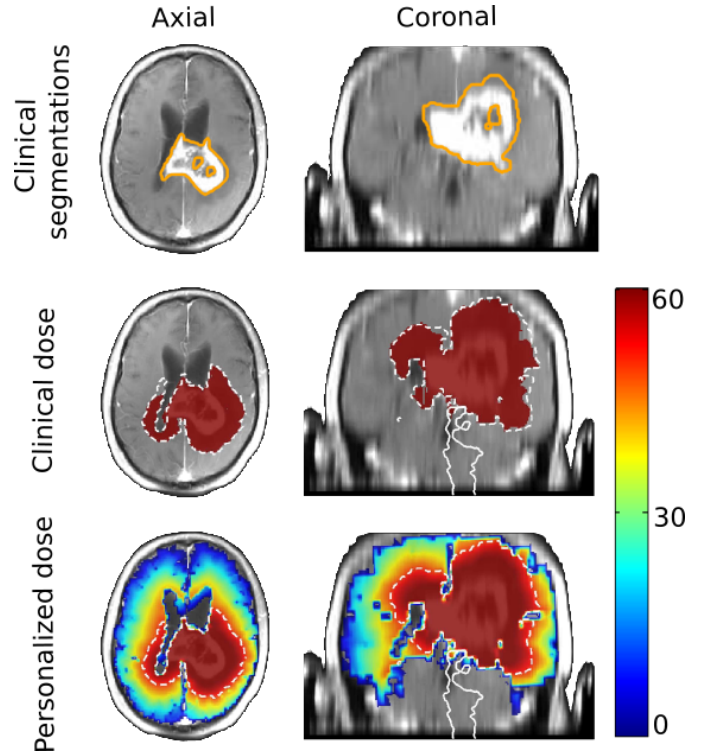 Axial
Coronal
Clinical
segmentations
Clinical dose
Personalized dose
60
30
0